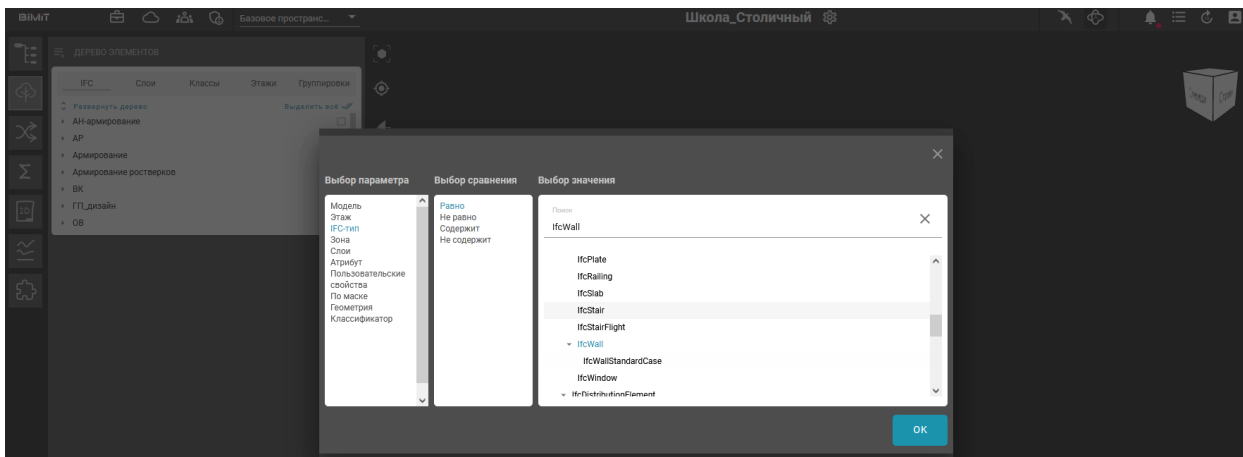 BIMIT
Базовое пространс...
Школа_Столичный
ДЕРЕВО ЭЛЕМЕНТОВ
IFC Слои Классы Этажи Группировки
Развернуть дерево Выделить всё
АН-армирование
АР
Армирование
Армирование ростверков
ВК
ГП_дизайн
ОВ
Выбор параметра Выбор сравнения Выбор значения
Модель
Этаж
IFC-тип
Зона
Слои
Атрибут
Пользовательские
свойства
По маске
Геометрия
Классификатор
Равно
Не равно
Содержит
Не содержит
Поиск
IfcWall
IfcPlate
IfcRailing
IfcSlab
IfcStair
IfcStairFlight
IfcWall
IfcWallStandardCase
IfcWindow
IfcDistributionElement
OK